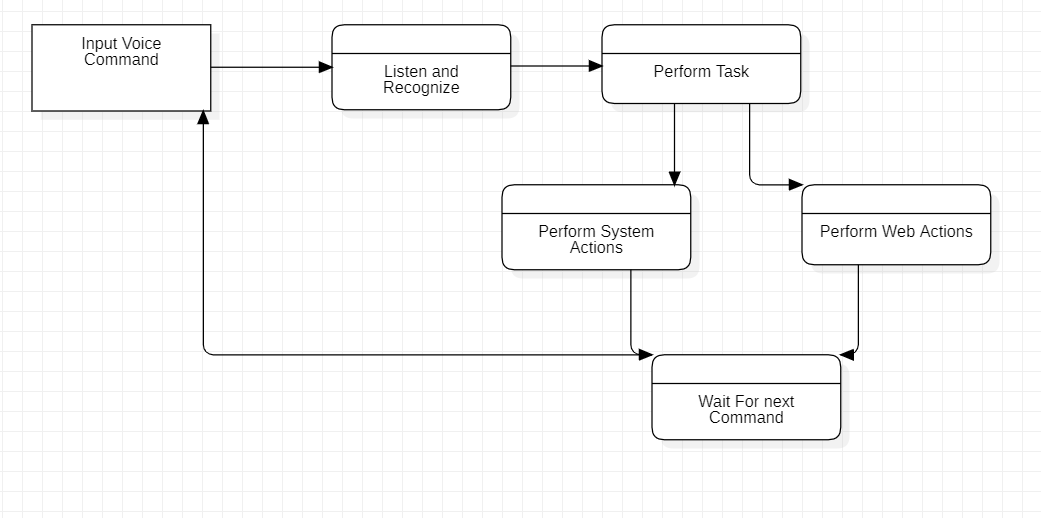 Input Voice
Command
Listen and
Recognize
Perform Task
Perform System
Actions
Perform Web Actions
Wait For next
Command